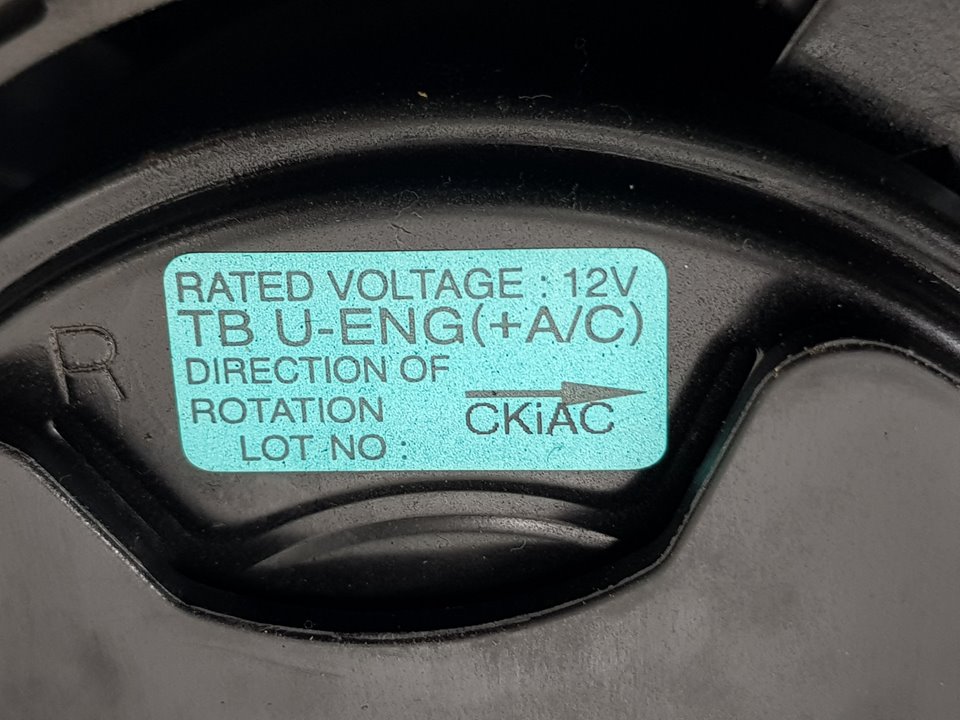 RATED VOLTAGE : 12V
TB U-ENG(+A/C)
DIRECTION OF
ROTATION
CKiAC
LOT NO :
R